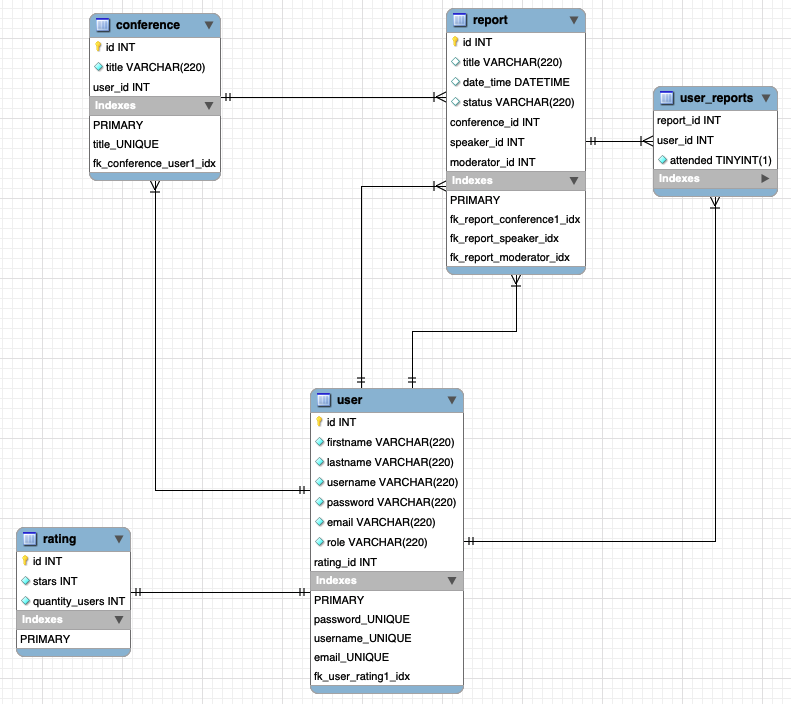 conference
id INT
title VARCHAR(220)
user_id INT
Indexes
PRIMARY
title_UNIQUE
fk_conference_user1_idx
report
id INT
title VARCHAR(220)
date_time DATETIME
status VARCHAR(220)
conference_id INT
speaker_id INT
moderator_id INT
Indexes
PRIMARY
fk_report_conference1_idx
fk_report_speaker_idx
fk_report_moderator_idx
user_reports
report_id INT
user_id INT
attended TINYINT(1)
Indexes
user
id INT
firstname VARCHAR(220)
lastname VARCHAR(220)
username VARCHAR(220)
password VARCHAR(220)
email VARCHAR(220)
role VARCHAR(220)
rating_id INT
Indexes
PRIMARY
password_UNIQUE
username_UNIQUE
email_UNIQUE
fk_user_rating1_idx
rating
id INT
stars INT
quantity_users INT
Indexes
PRIMARY